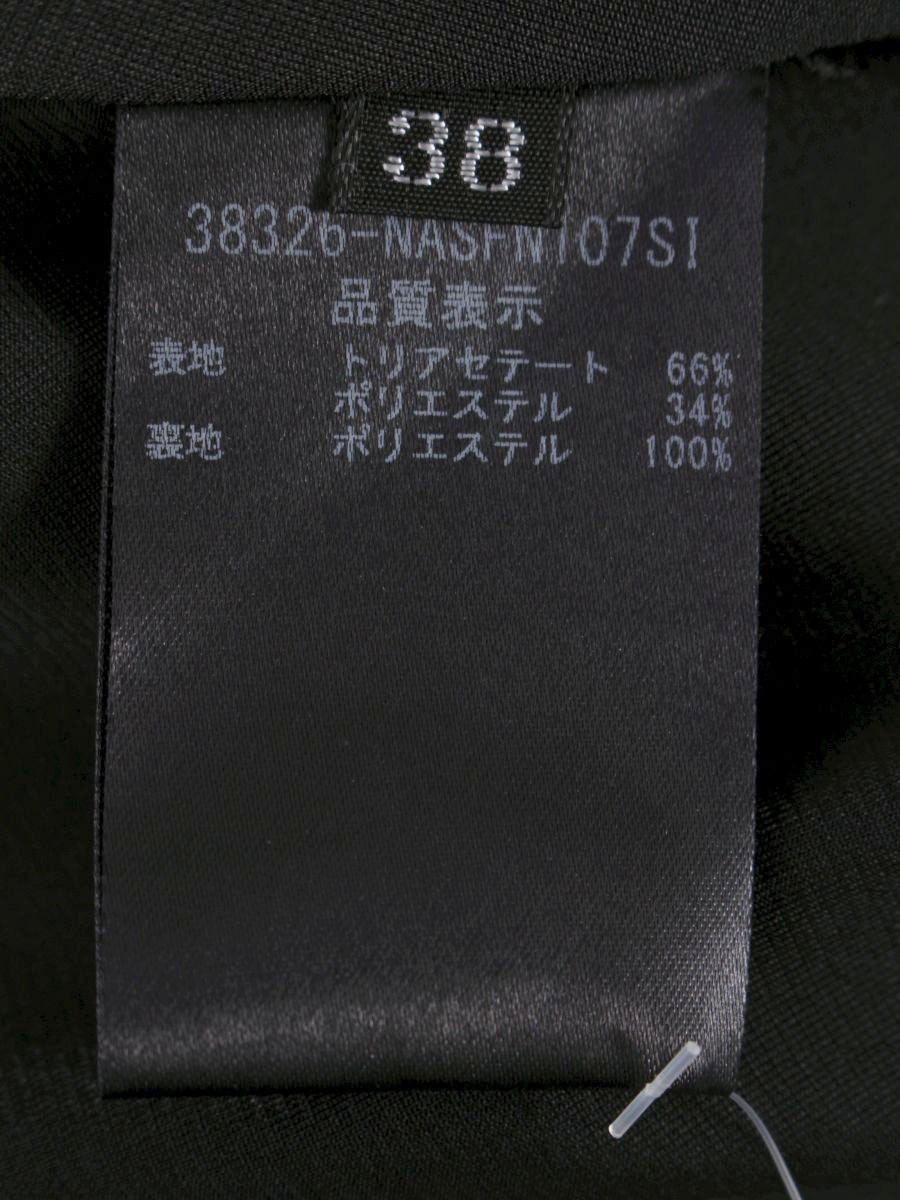 38
38326-NASPN107SI
品質表示
表地 トリアセテート 66%
ポリエステル 34%
裏地 ポリエステル 100%